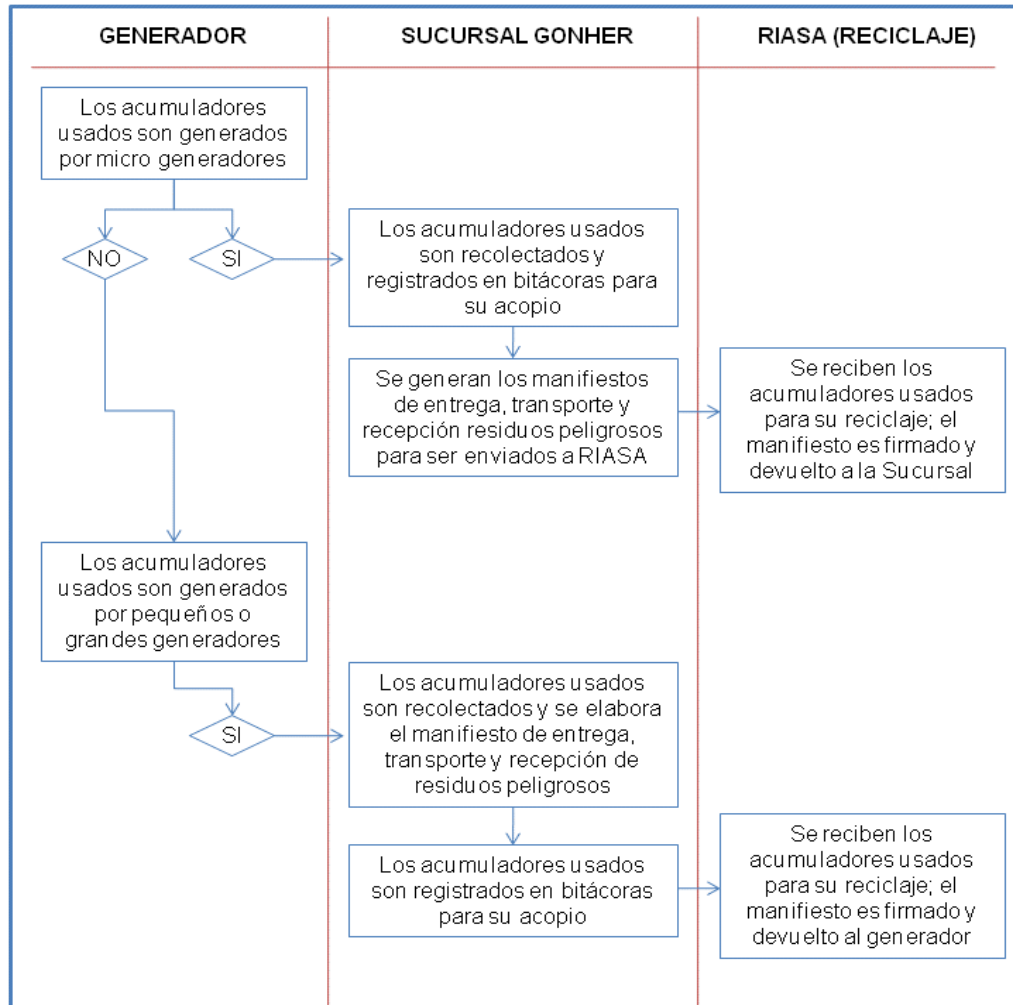 GENERADOR
SUCURSAL GONHER
RIASA (RECICLAJE)
Los acumuladores
usados son generados
por micro generadores
NO
SI
Los acumuladores usados
son recolectados y
registrados en bitácoras para
su acopio
Se generan los manifiestos
de entrega, transporte y
recepción residuos peligrosos
para ser enviados a RIASA
Se reciben los
acumuladores usados
para su reciclaje; el
manifiesto es firmado y
devuelto a la Sucursal
Los acumuladores
usados son generados
por pequeños o
grandes generadores
SI
Los acumuladores usados
son recolectados y se elabora
el manifiesto de entrega,
transporte y recepción de
residuos peligrosos
Los acumuladores usados
son registrados en bitácoras
para su acopio
Se reciben los
acumuladores usados
para su reciclaje; el
manifiesto es firmado y
devuelto al generador